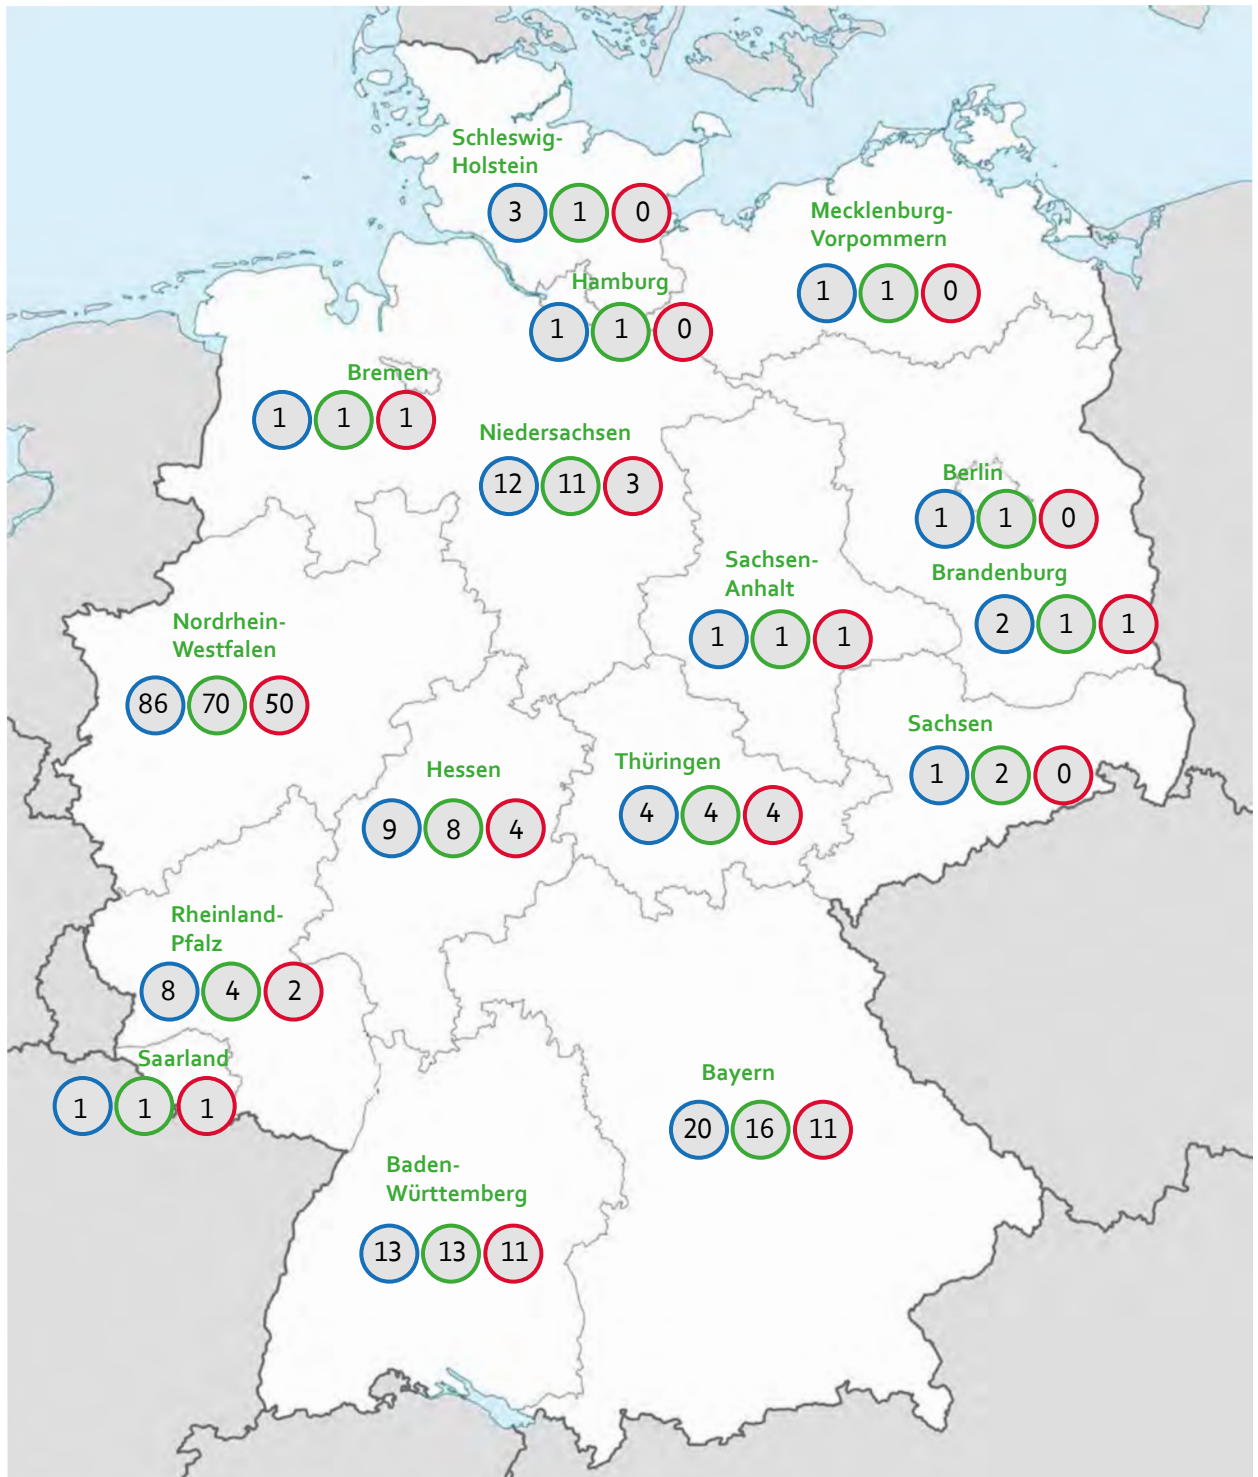 Schleswig-
Holstein
3 1 0
Mecklenburg-
Vorpommern
1 1 0
Hamburg
1 1 0
Bremen
1 1 1
Niedersachsen
12 11 3
Berlin
1 1 0
Sachsen-
Anhalt
1 1 1
Brandenburg
2 1 1
Nordrhein-
Westfalen
86 70 50
Sachsen
1 2 0
Hessen
9 8 4
Thüringen
4 4 4
Rheinland-
Pfalz
8 4 2
Saarland
1 1 1
Bayern
20 16 11
Baden-
Württemberg
13 13 11